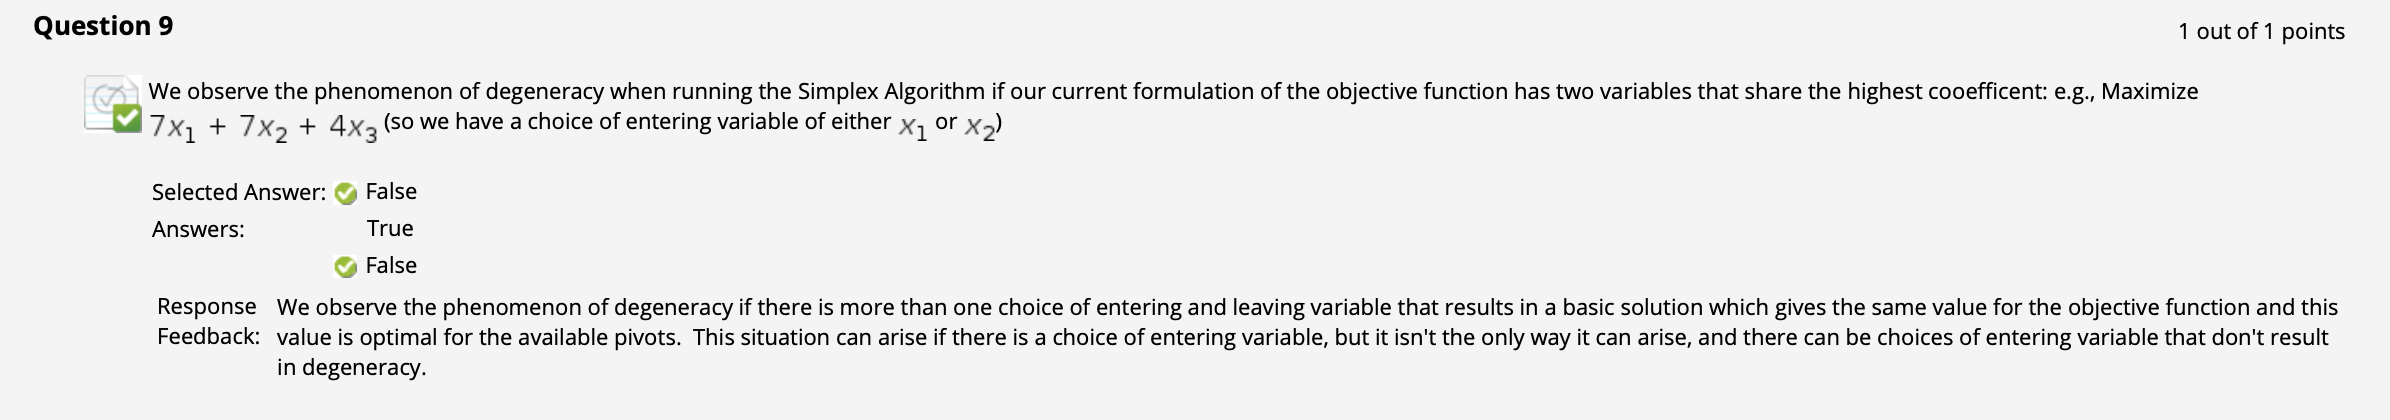 Question 9
1 out of 1 points
We observe the phenomenon of degeneracy when running the Simplex Algorithm if our current formulation of the objective function has two variables that share the highest cooefficent: e.g., Maximize
7x₁ + 7x₂ + 4x₃ (so we have a choice of entering variable of either x₁ or x₂)
Selected Answer: False
Answers: True
False
Response We observe the phenomenon of degeneracy if there is more than one choice of entering and leaving variable that results in a basic solution which gives the same value for the objective function and this
Feedback: value is optimal for the available pivots. This situation can arise if there is a choice of entering variable, but it isn't the only way it can arise, and there can be choices of entering variable that don't result
in degeneracy.